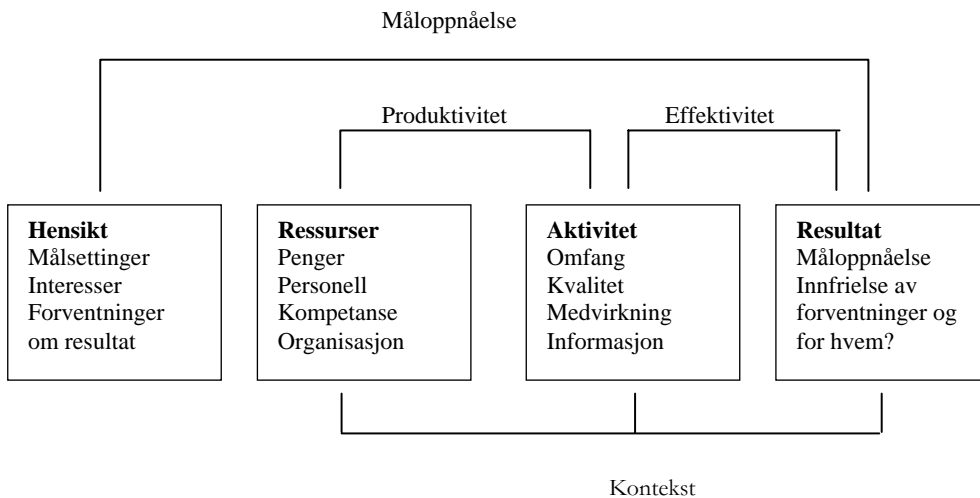 Måloppnåelse
Produktivitet
Effektivitet
Hensikt
Målsettinger
Interesser
Forventninger
om resultat
Ressurser
Penger
Personell
Kompetanse
Organisasjon
Aktivitet
Omfang
Kvalitet
Medvirkning
Informasjon
Resultat
Måloppnåelse
Innfrielse av
forventninger og
for hvem?
Kontekst